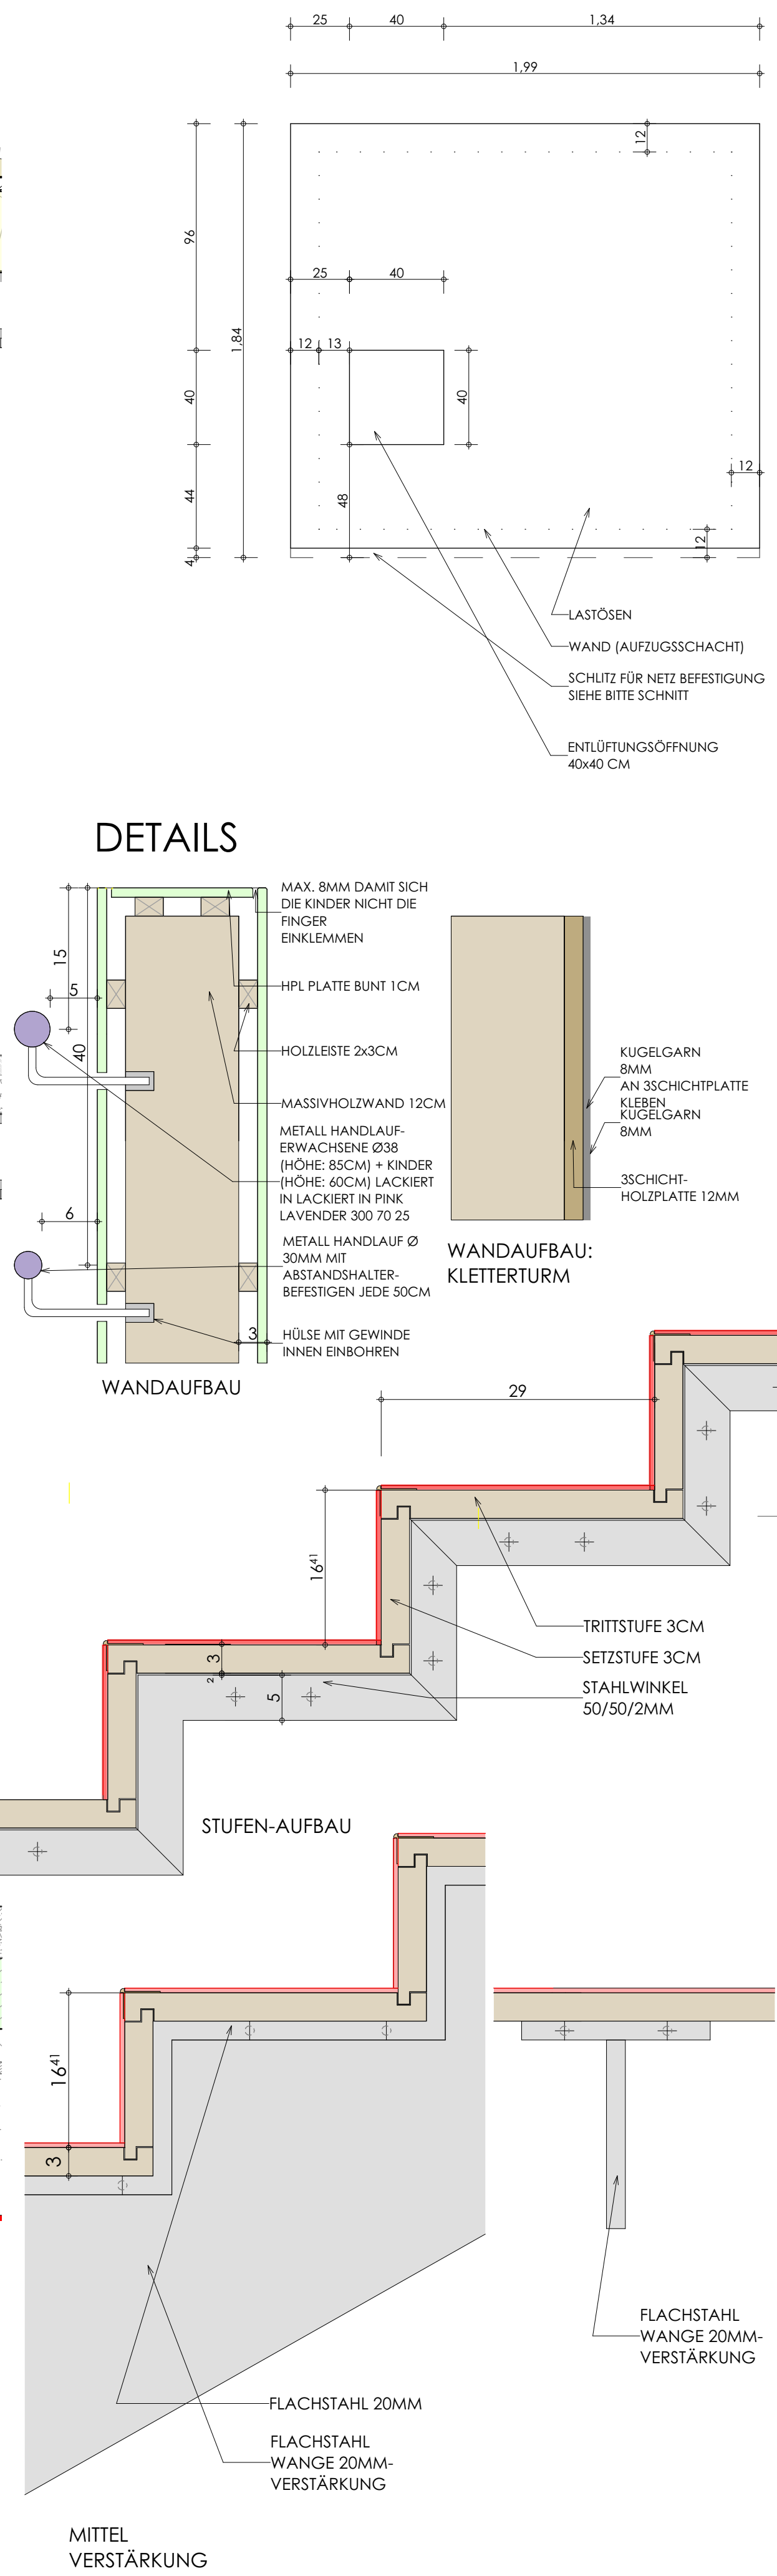 25 40 1,34
1,99
12
96
25 40
1,84
12 13
40
40
12
44
48
12
4
LASTÖSEN
WAND (AUFZUGSSCHACHT)
SCHLITZ FÜR NETZ BEFESTIGUNG
SIEHE BITTE SCHNITT
ENTLÜFTUNGSÖFFNUNG
40x40 CM
DETAILS
MAX. 8MM DAMIT SICH
DIE KINDER NICHT DIE
FINGER
EINKLEMMEN
15
5
HPL PLATTE BUNT 1CM
40
HOLZLEISTE 2x3CM
MASSIVHOLZWAND 12CM
METALL HANDLAUF-
ERWACHSENE Ø38
(HÖHE: 85CM) + KINDER
(HÖHE: 60CM) LACKIERT
IN LACKIERT IN PINK
LAVENDER 300 70 25
6
METALL HANDLAUF Ø
30MM MIT
ABSTANDSHALTER-
BEFESTIGEN JEDE 50CM
3
HÜLSE MIT GEWINDE
INNEN EINBOHREN
WANDAUFBAU
KUGELGARN
8MM
AN 3SCHICHTPLATTE
KLEBEN
KUGELGARN
8MM
3SCHICHT-
HOLZPLATTE 12MM
WANDAUFBAU:
KLETTERTURM
29
16⁴¹
TRITTSTUFE 3CM
SETZSTUFE 3CM
STAHLWINKEL
50/50/2MM
3
2
5
STUFEN-AUFBAU
16⁴¹
3
FLACHSTAHL
WANGE 20MM-
VERSTÄRKUNG
FLACHSTAHL 20MM
FLACHSTAHL
WANGE 20MM-
VERSTÄRKUNG
MITTEL
VERSTÄRKUNG